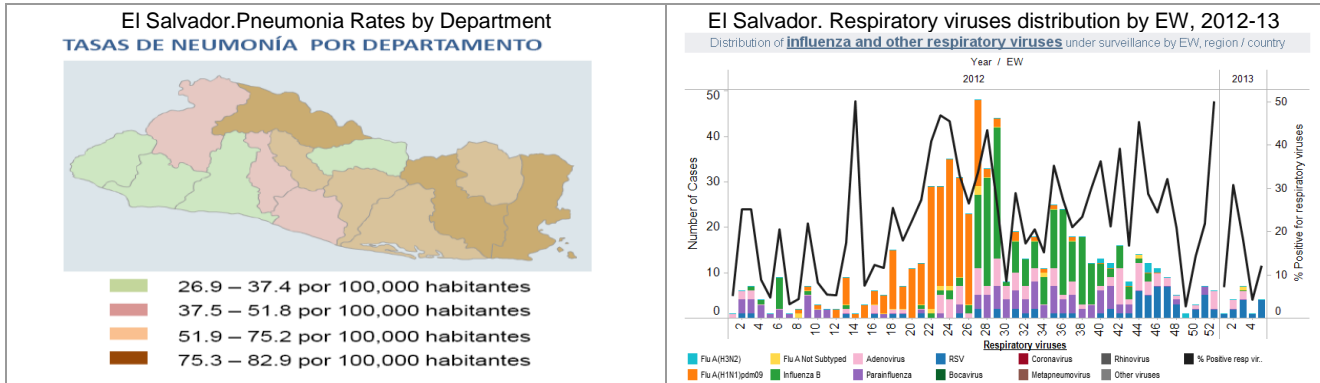 El Salvador.Pneumonia Rates by Department
TASAS DE NEUMONÍA POR DEPARTAMENTO
26.9 – 37.4 por 100,000 habitantes
37.5 – 51.8 por 100,000 habitantes
51.9 – 75.2 por 100,000 habitantes
75.3 – 82.9 por 100,000 habitantes
El Salvador. Respiratory viruses distribution by EW, 2012-13
Distribution of influenza and other respiratory viruses under surveillance by EW, region / country
Year / EW
2012 2013
Number of Cases
50
40
30
20
10
0
% Positive for respiratory viruses
50
40
30
20
10
0
2 4 6 8 10 12 14 16 18 20 22 24 26 28 30 32 34 36 38 40 42 44 46 48 50 52 2 4
Respiratory viruses
Flu A(H3N2) Flu A Not Subtyped Adenovirus RSV Coronavirus Rhinovirus % Positive resp vir..
Flu A(H1N1)pdm09 Influenza B Parainfluenza Bocavirus Metapneumovirus Other viruses